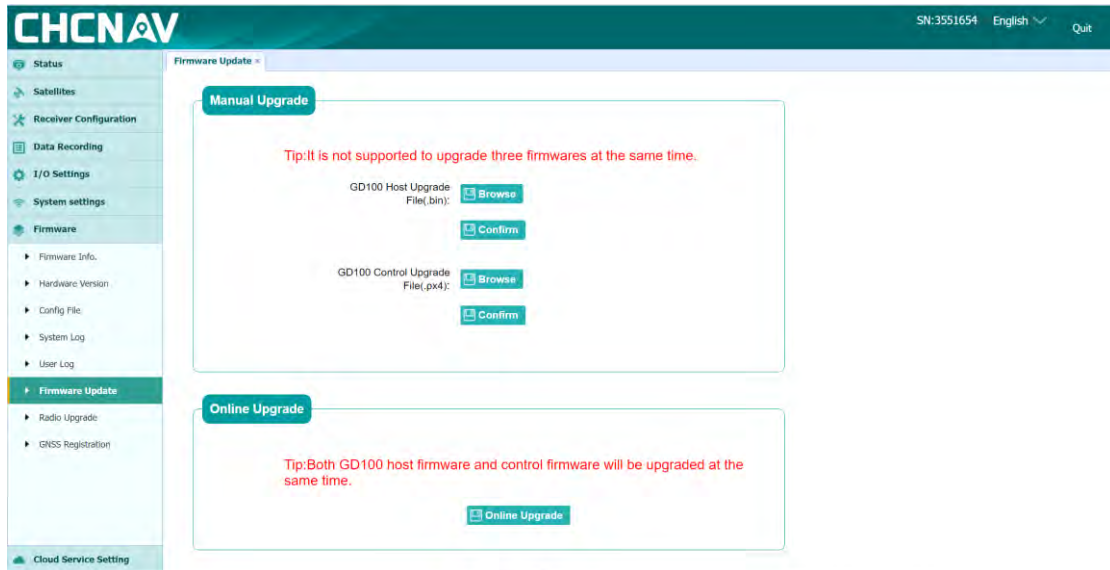 CHCNAV
SN:3551654 English Quit
Status
Satellites
Receiver Configuration
Data Recording
I/O Settings
System settings
Firmware
Firmware Info.
Hardware Version
Config File
System Log
User Log
Firmware Update
Radio Upgrade
GNSS Registration
Cloud Service Setting
Firmware Update ×
Manual Upgrade
Tip:It is not supported to upgrade three firmwares at the same time.
GD100 Host Upgrade
File(.bin):
Browse
Confirm
GD100 Control Upgrade
File(.px4):
Browse
Confirm
Online Upgrade
Tip:Both GD100 host firmware and control firmware will be upgraded at the
same time.
Online Upgrade